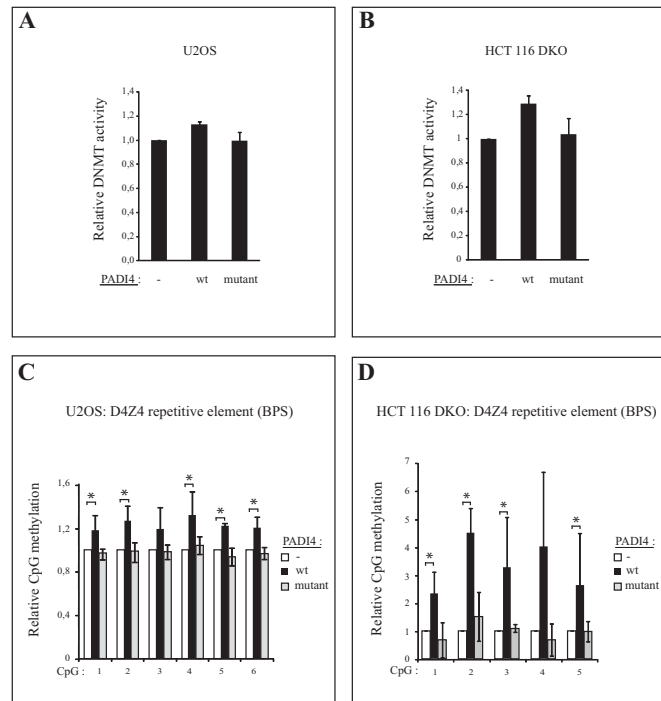 A
U2OS
Relative DNMT activity
1,4
1,2
1,0
0,8
0,6
0,4
0,2
0,0
PADI4 : - wt mutant
B
HCT 116 DKO
Relative DNMT activity
1,4
1,2
1
0,8
0,6
0,4
0,2
0
PADI4 : - wt mutant
C
U2OS: D4Z4 repetitive element (BPS)
Relative CpG methylation
1,6
1,2
0,8
0,4
0
* * * * *
PADI4 :
-
wt
mutant
CpG : 1 2 3 4 5 6
D
HCT 116 DKO: D4Z4 repetitive element (BPS)
Relative CpG methylation
7
6
5
4
3
2
1
0
* * * *
PADI4 :
-
wt
mutant
CpG : 1 2 3 4 5